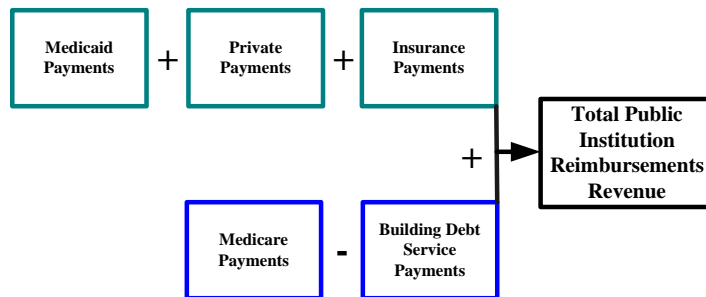 Medicaid
Payments
+
Private
Payments
+
Insurance
Payments
+
Total Public
Institution
Reimbursements
Revenue
Medicare
Payments
-
Building Debt
Service
Payments